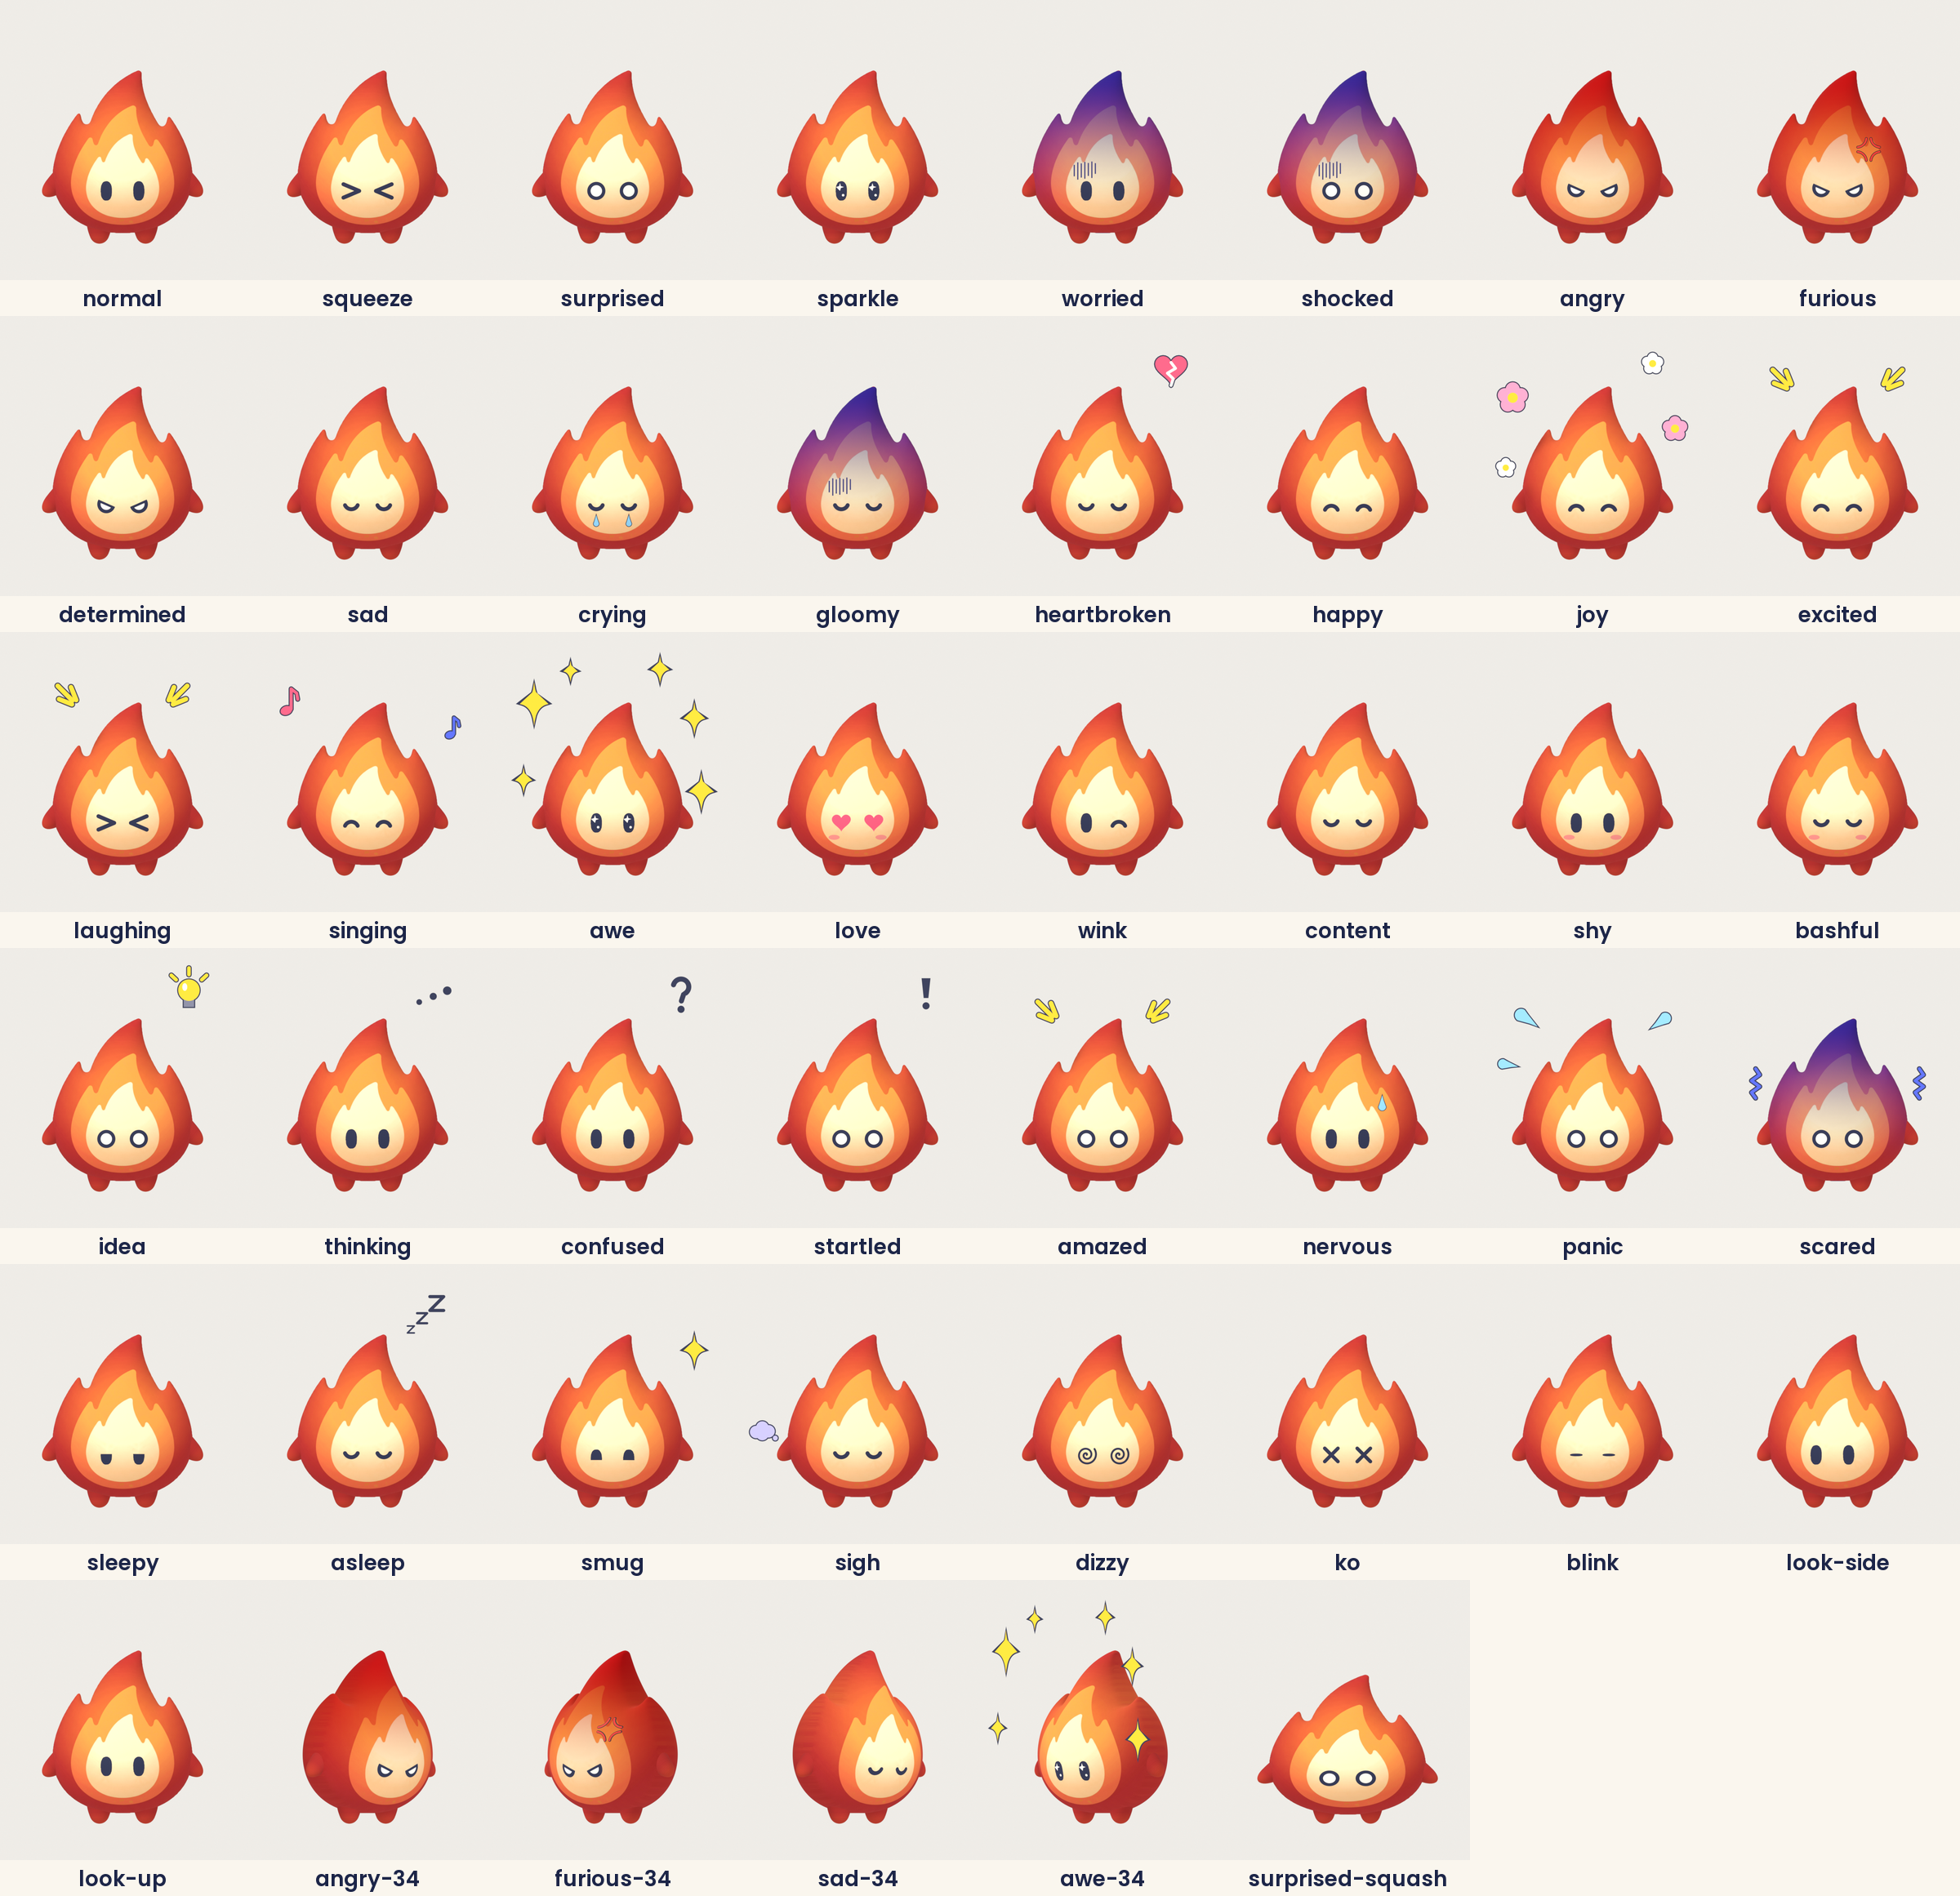 normal squeeze surprised sparkle worried shocked angry furious
determined sad crying gloomy heartbroken happy joy excited
laughing singing awe love wink content shy bashful
?
!
idea thinking confused startled amazed nervous panic scared
z z Z
sleepy asleep smug sigh dizzy ko blink look-side
look-up angry-34 furious-34 sad-34 awe-34 surprised-squash